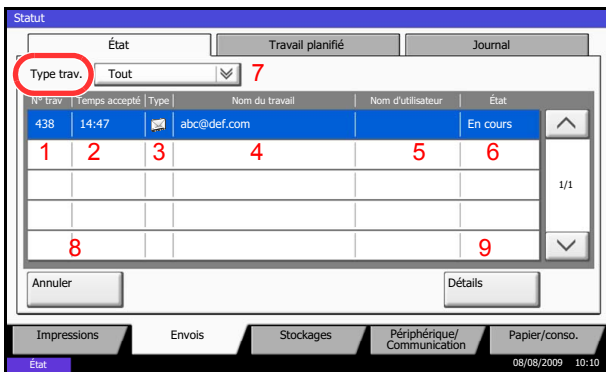 Statut
État Travail planifié Journal
Type trav. Tout 7
N° trav Temps accepté Type Nom du travail Nom d'utilisateur État
438 14:47 abc@def.com En cours
1 2 3 4 5 6
1/1
8 9
Annuler Détails
Impressions Envois Stockages Périphérique/ Papier/conso.
Communication
État 08/08/2009 10:10